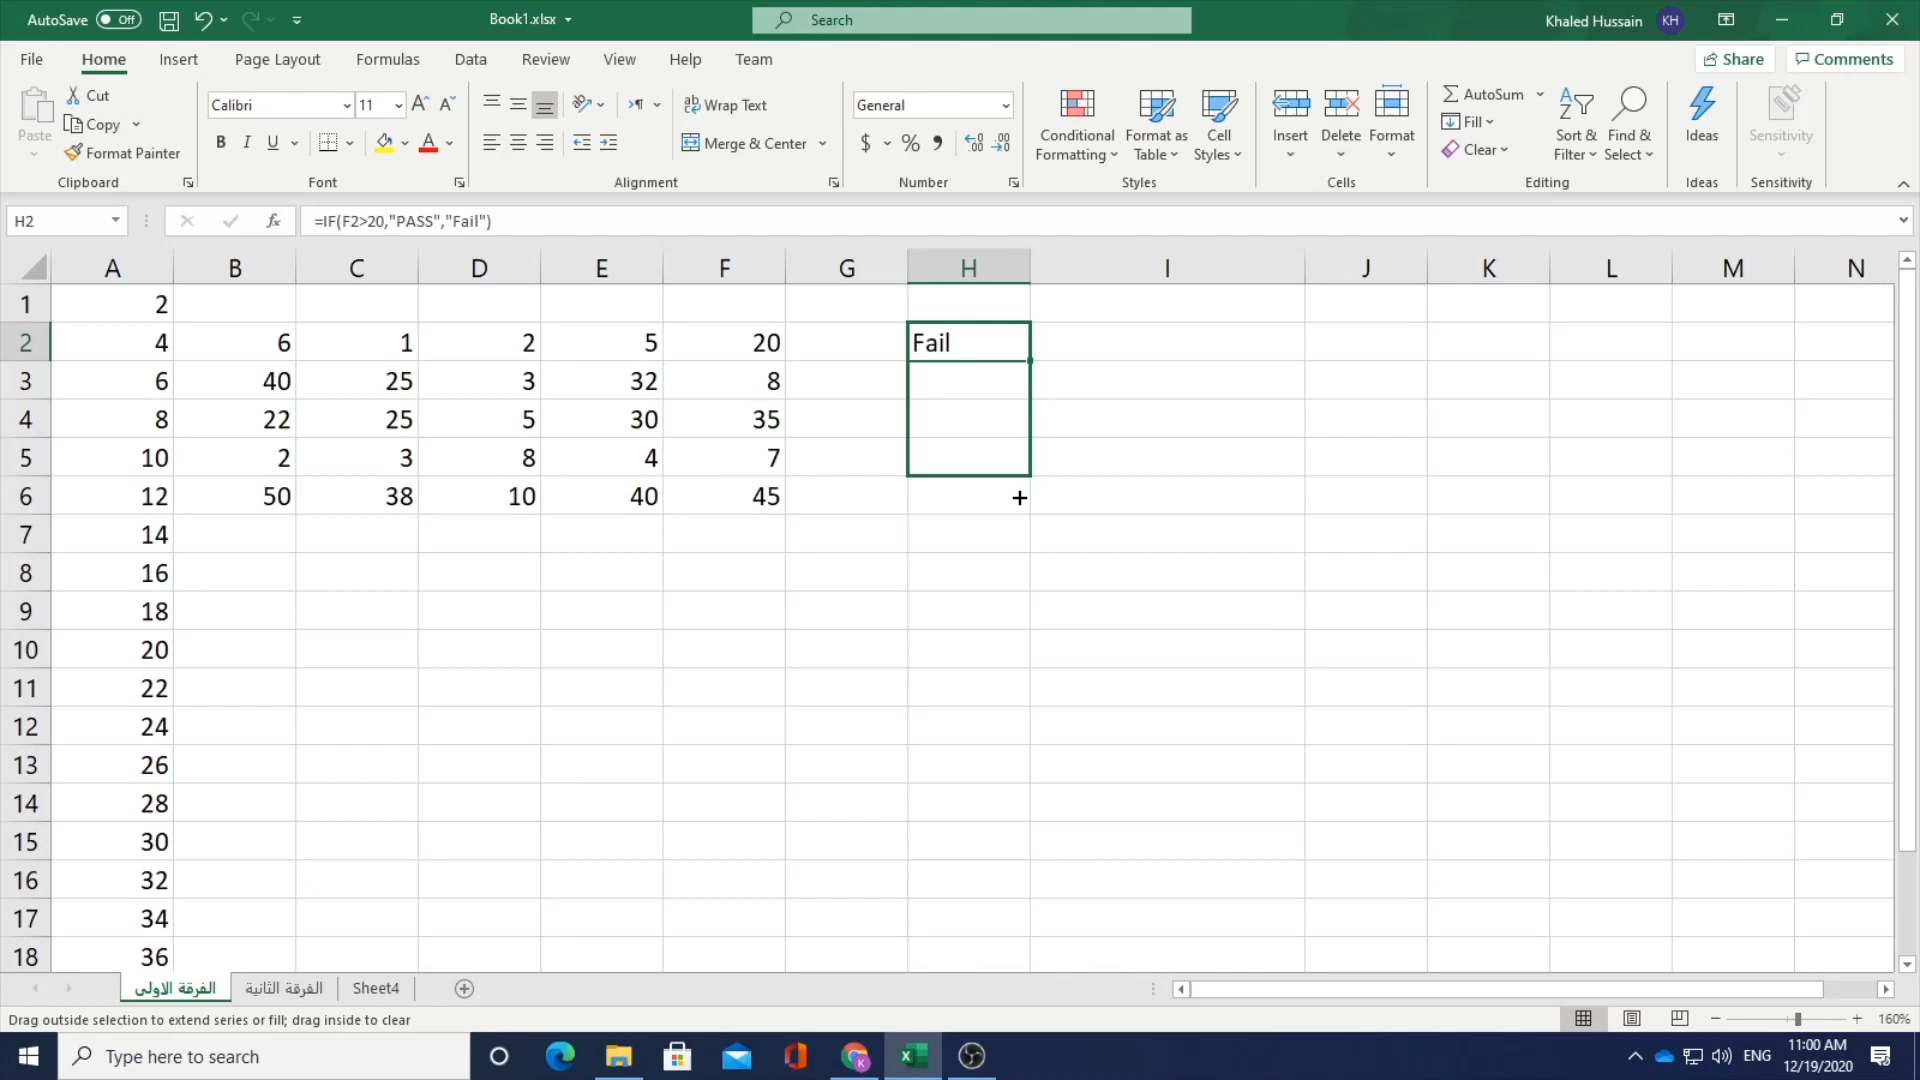 AutoSave Off Book1.xlsx Search Khaled Hussain KH
File Home Insert Page Layout Formulas Data Review View Help Team Share Comments
Paste Cut Copy Format Painter Clipboard
Calibri 11 A A B I U A Font
ab Wrap Text Merge & Center Alignment
General $ % 9 .00 .00 Number
Conditional Formatting Format as Table Cell Styles Styles
Insert Delete Format Cells
AutoSum Fill Clear Sort & Filter Find & Select Editing
Ideas Ideas
Sensitivity Sensitivity
H2 fx =IF(F2>20,"PASS","Fail")
A B C D E F G H I J K L M N
1 2
2 4 6 1 2 5 20 Fail
3 6 40 25 3 32 8
4 8 22 25 5 30 35
5 10 2 3 8 4 7
6 12 50 38 10 40 45
7 14
8 16
9 18
10 20
11 22
12 24
13 26
14 28
15 30
16 32
17 34
18 36
الفرقة الاولى الفرقة الثانية Sheet4
Drag outside selection to extend series or fill; drag inside to clear 160%
Type here to search ENG 11:00 AM
12/19/2020